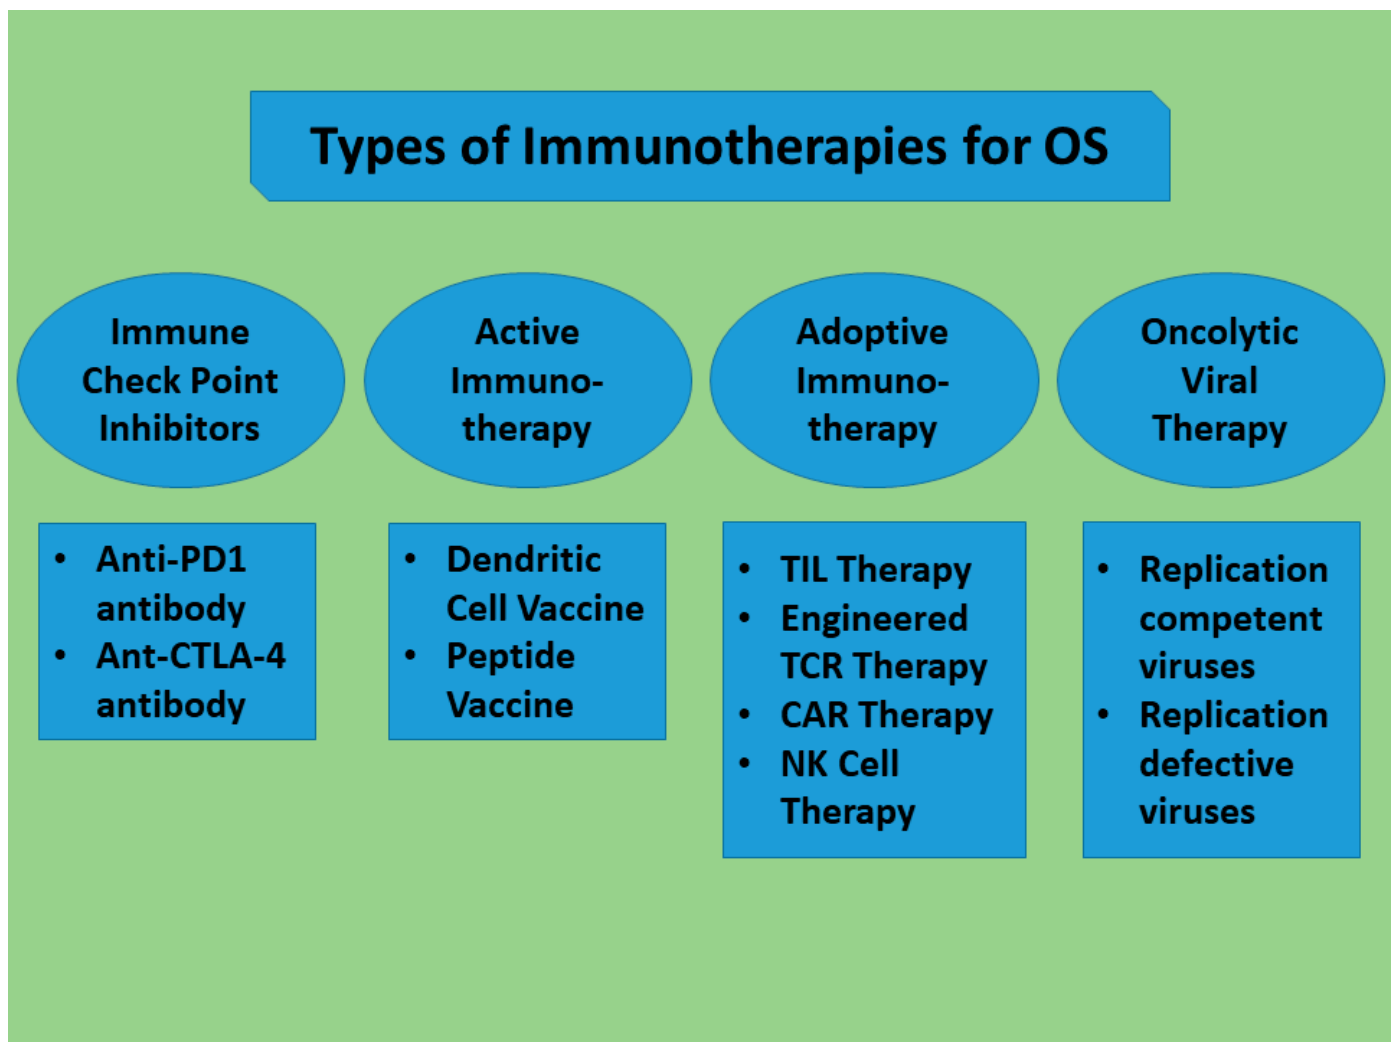 Types of Immunotherapies for OS
Immune
Check Point
Inhibitors
Active
Immuno-
therapy
Adoptive
Immuno-
therapy
Oncolytic
Viral
Therapy
• Anti-PD1
antibody
• Ant-CTLA-4
antibody
• Dendritic
Cell Vaccine
• Peptide
Vaccine
• TIL Therapy
• Engineered
TCR Therapy
• CAR Therapy
• NK Cell
Therapy
• Replication
competent
viruses
• Replication
defective
viruses